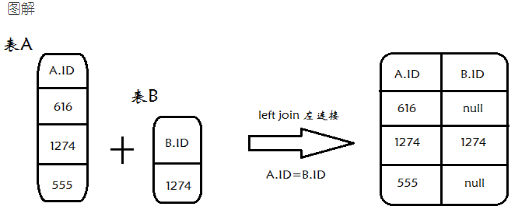 图解
表A
A.ID
616
1274
555
表B
B.ID
1274
left join 左连接
A.ID=B.ID
A.ID B.ID
616 null
1274 1274
555 null